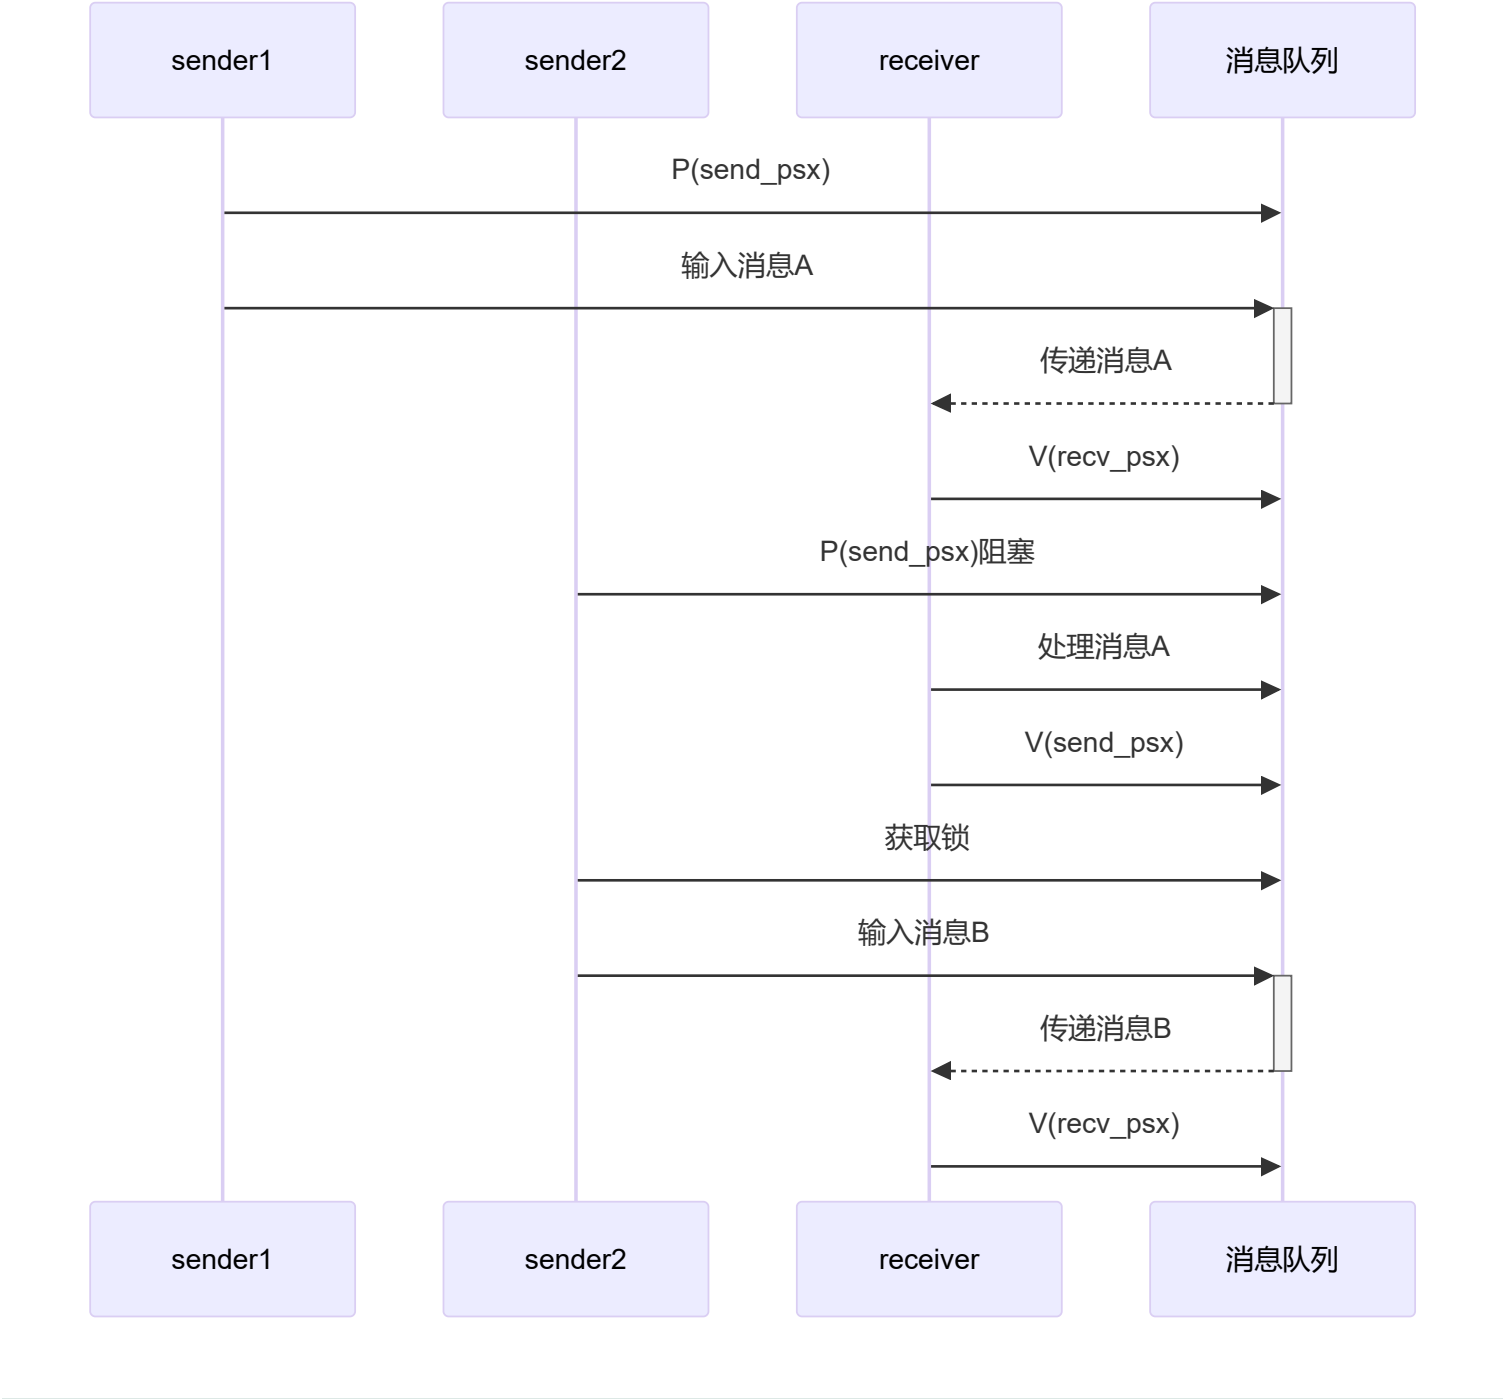 sender1
sender2
receiver
消息队列
P(send_psx)
输入消息A
传递消息A
V(recv_psx)
P(send_psx)阻塞
处理消息A
V(send_psx)
获取锁
输入消息B
传递消息B
V(recv_psx)
sender1
sender2
receiver
消息队列